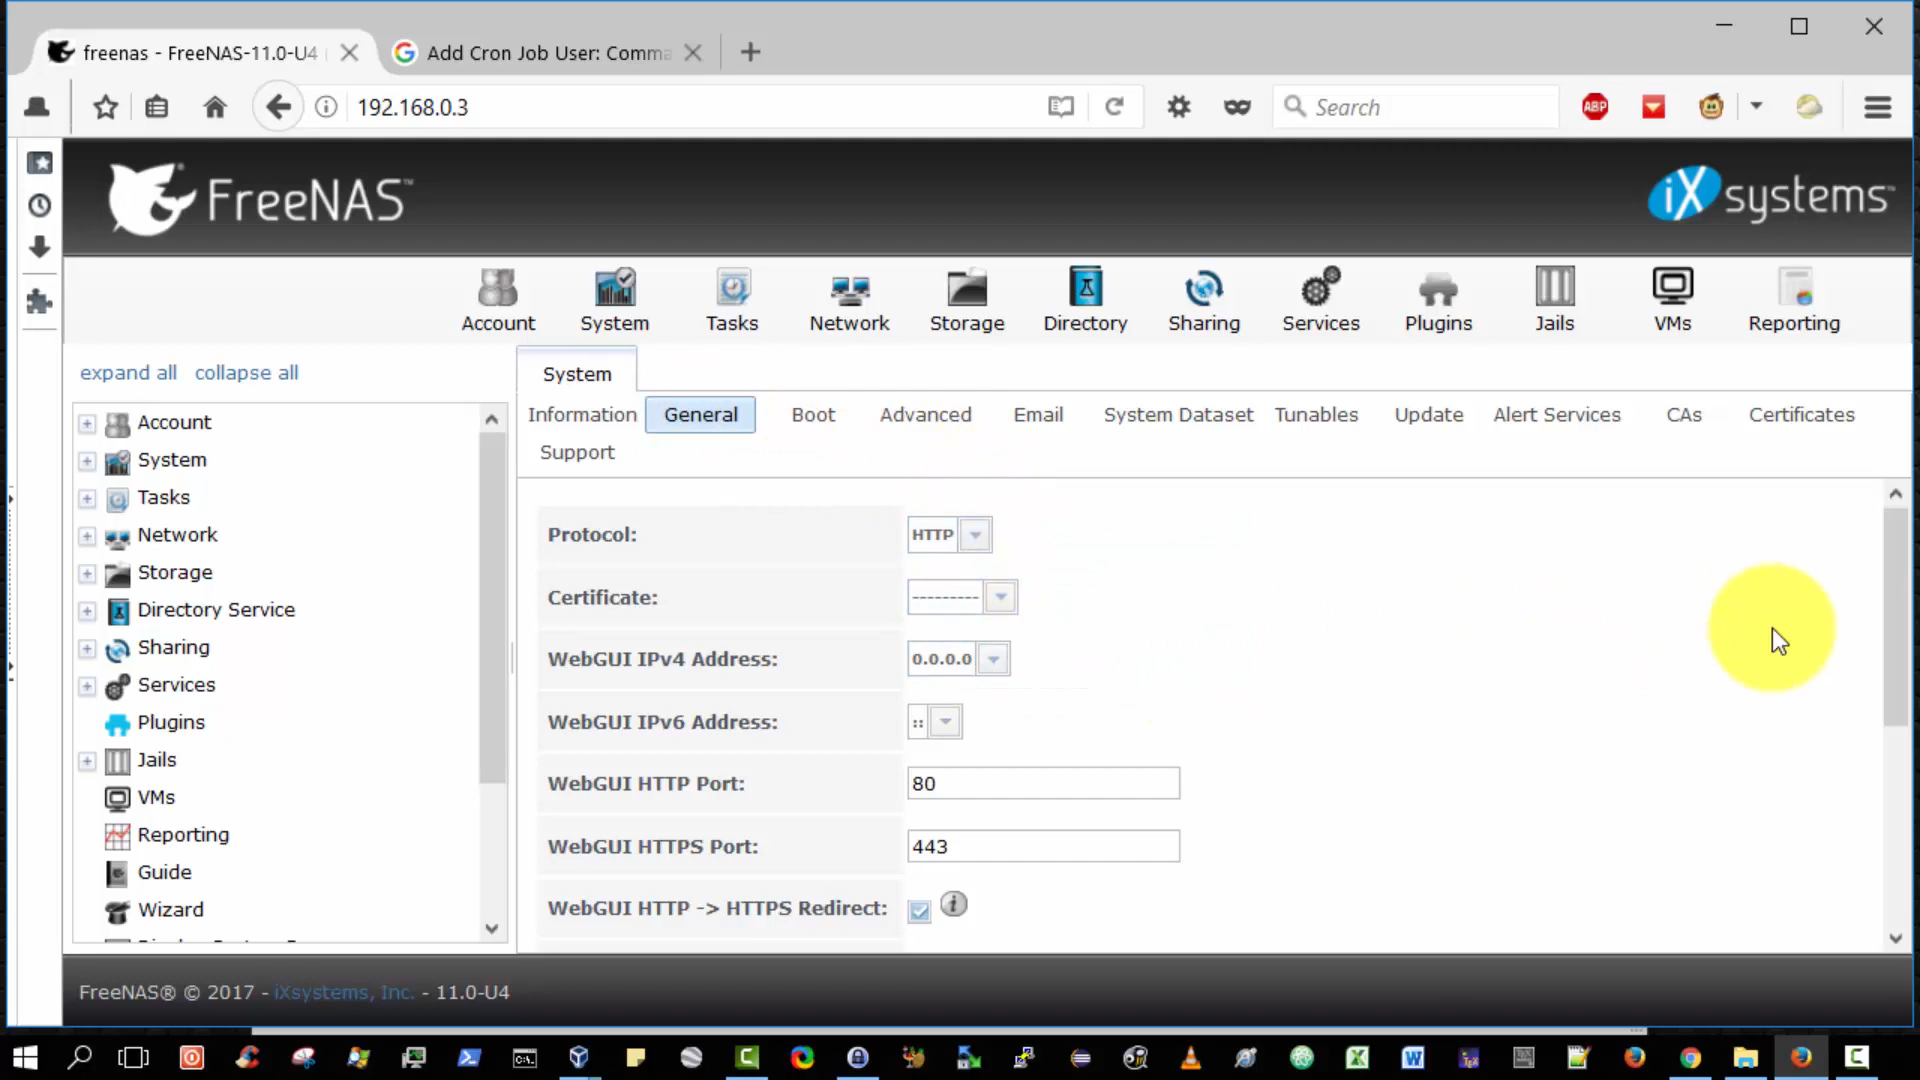 freenas - FreeNAS-11.0-U4
Add Cron Job User: Comma
192.168.0.3
Search
ABP
FreeNAS™
iX systems™
Account System Tasks Network Storage Directory Sharing Services Plugins Jails VMs Reporting
expand all collapse all
System
Information General Boot Advanced Email System Dataset Tunables Update Alert Services CAs Certificates
Support
Account
System
Tasks
Network
Storage
Directory Service
Sharing
Services
Plugins
Jails
VMs
Reporting
Guide
Wizard
Protocol: HTTP
Certificate: ---------
WebGUI IPv4 Address: 0.0.0.0
WebGUI IPv6 Address: ::
WebGUI HTTP Port: 80
WebGUI HTTPS Port: 443
WebGUI HTTP -> HTTPS Redirect:
FreeNAS® © 2017 - iXsystems, Inc. - 11.0-U4